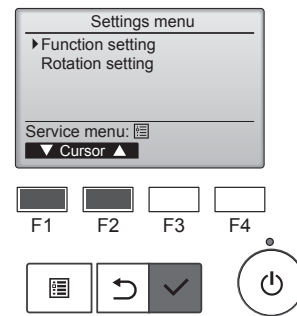 Settings menu
Function setting
Rotation setting
Service menu:
Cursor
F1 F2 F3 F4